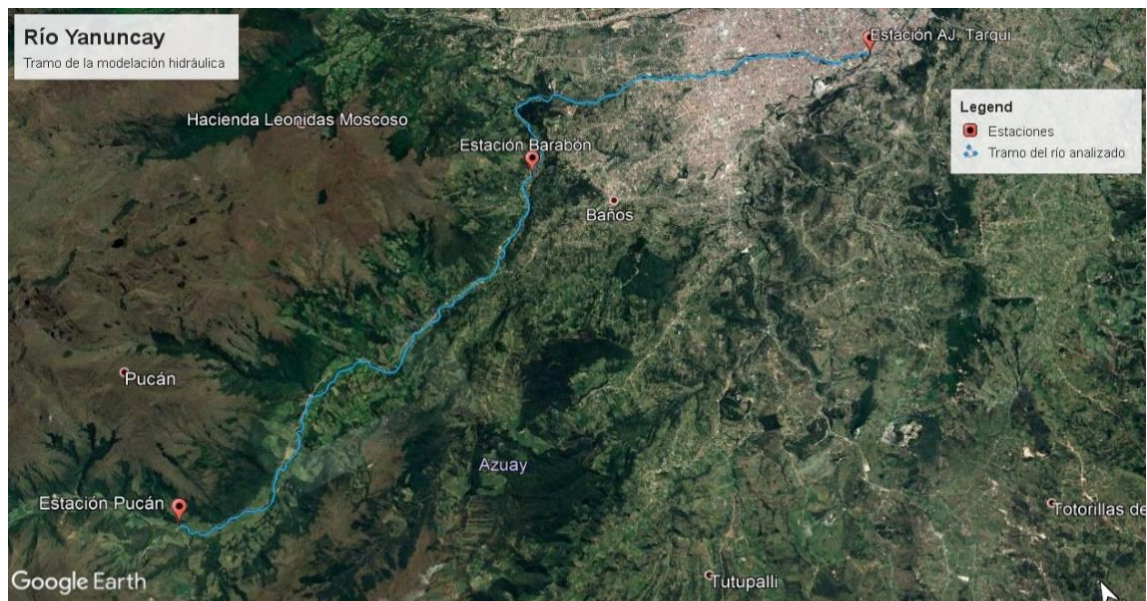 Río Yanuncay
Tramo de la modelación hidráulica
Estación AJ. Tarqui
Legend
Estaciones
Tramo del río analizado
Hacienda Leonidas Moscoso
Estación Barabón
Baños
Pucán
Azuay
Estación Pucán
Totorillas de
Tutupalli
Google Earth